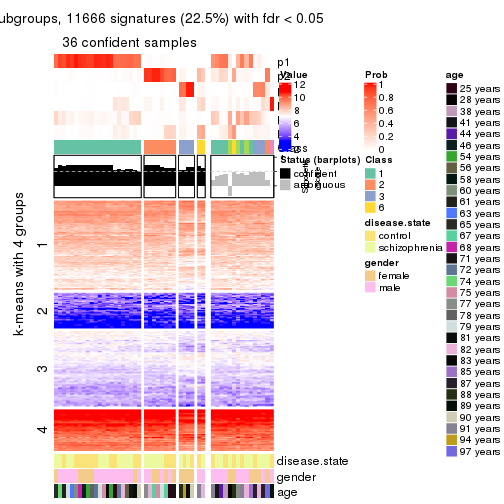 ubgroups, 11666 signatures (22.5%) with fdr < 0.05
36 confident samples
p1
Value
12
10
8
6
4
2
Prob
1
0.8
0.6
0.4
0.2
0
age
25 years
28 years
38 years
41 years
44 years
46 years
54 years
56 years
58 years
60 years
61 years
63 years
65 years
67 years
68 years
71 years
72 years
74 years
75 years
77 years
78 years
79 years
81 years
82 years
83 years
85 years
87 years
88 years
89 years
90 years
91 years
94 years
97 years
Status (barplots)
confident
ambiguous
Class
1
2
3
6
disease.state
control
schizophrenia
gender
female
male
k-means with 4 groups
1
2
3
4
disease.state
gender
age